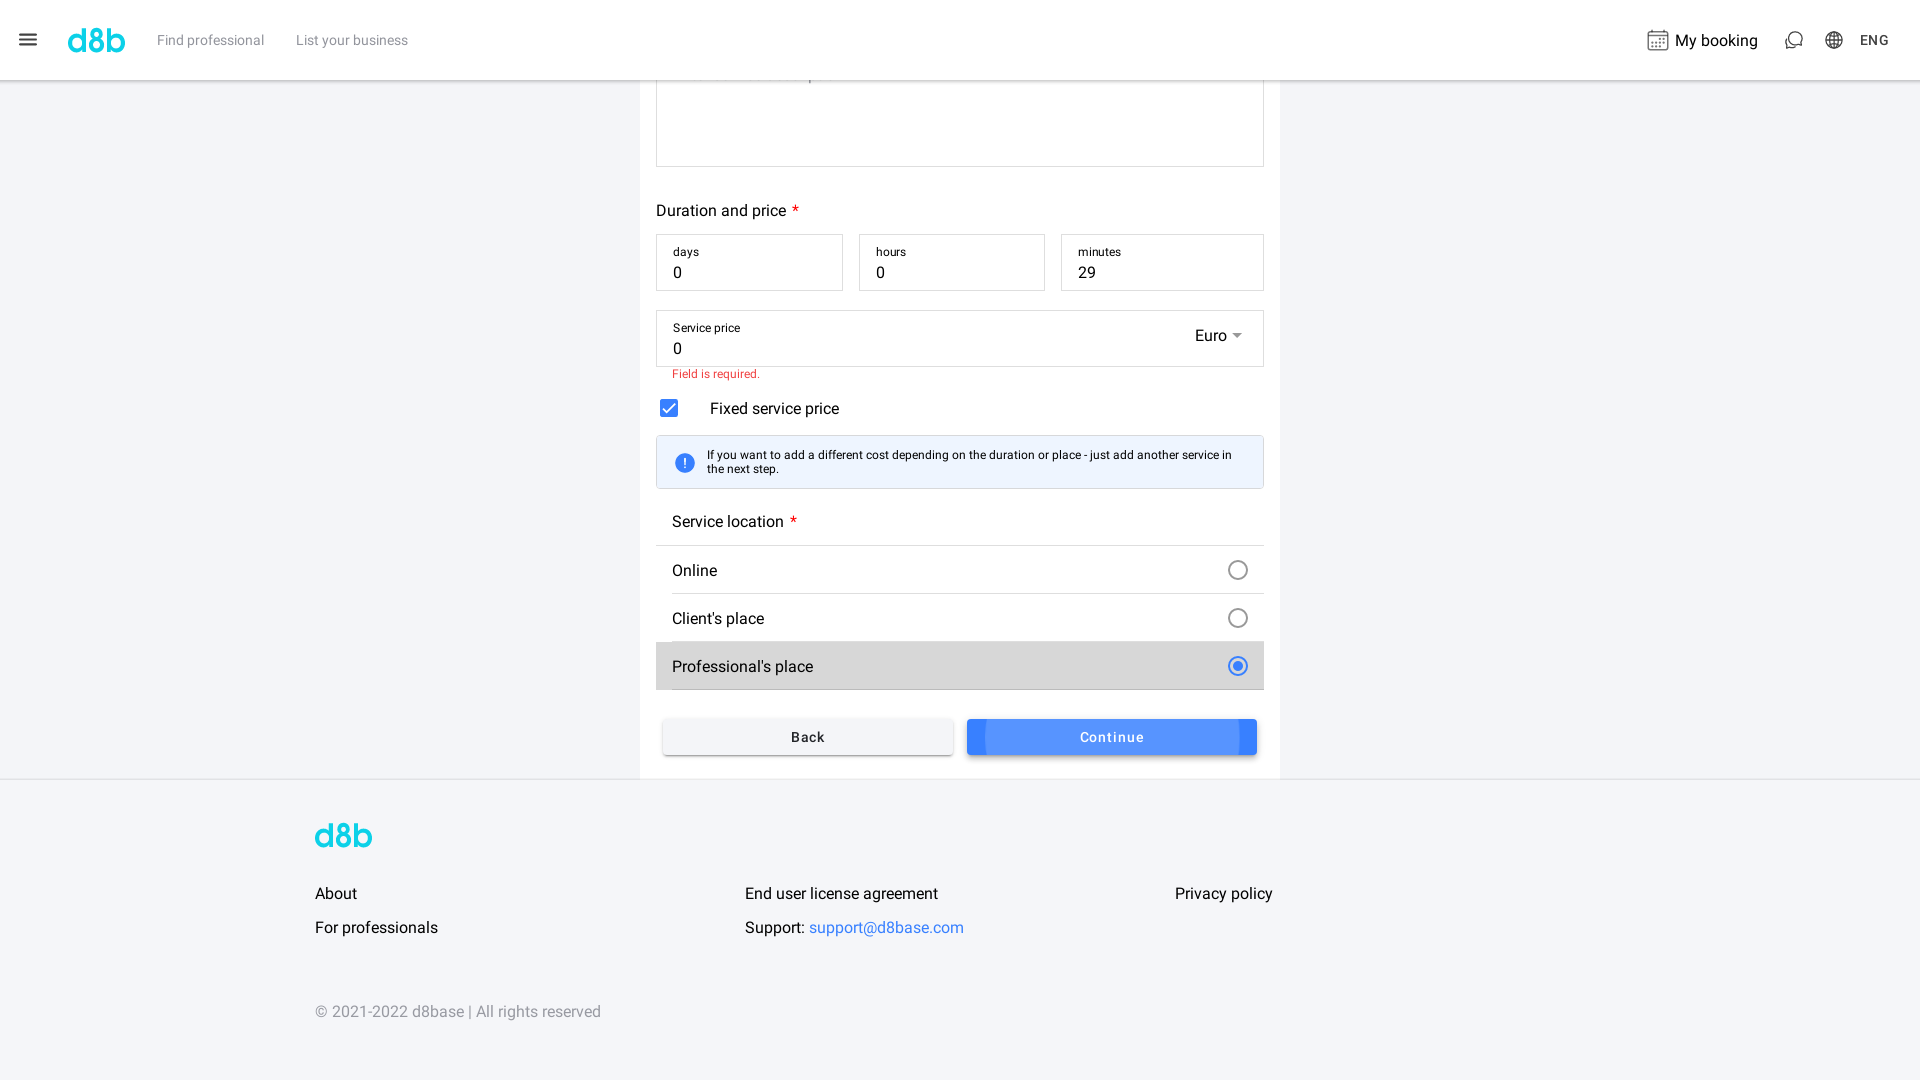 d8b
Find professional
List your business
My booking
ENG
Duration and price *
days
0
hours
0
minutes
29
Service price
0
Euro
Field is required.
Fixed service price
If you want to add a different cost depending on the duration or place - just add another service in
the next step.
Service location *
Online
Client's place
Professional's place
Back
Continue
d8b
About
End user license agreement
Privacy policy
For professionals
Support: support@d8base.com
© 2021-2022 d8base | All rights reserved